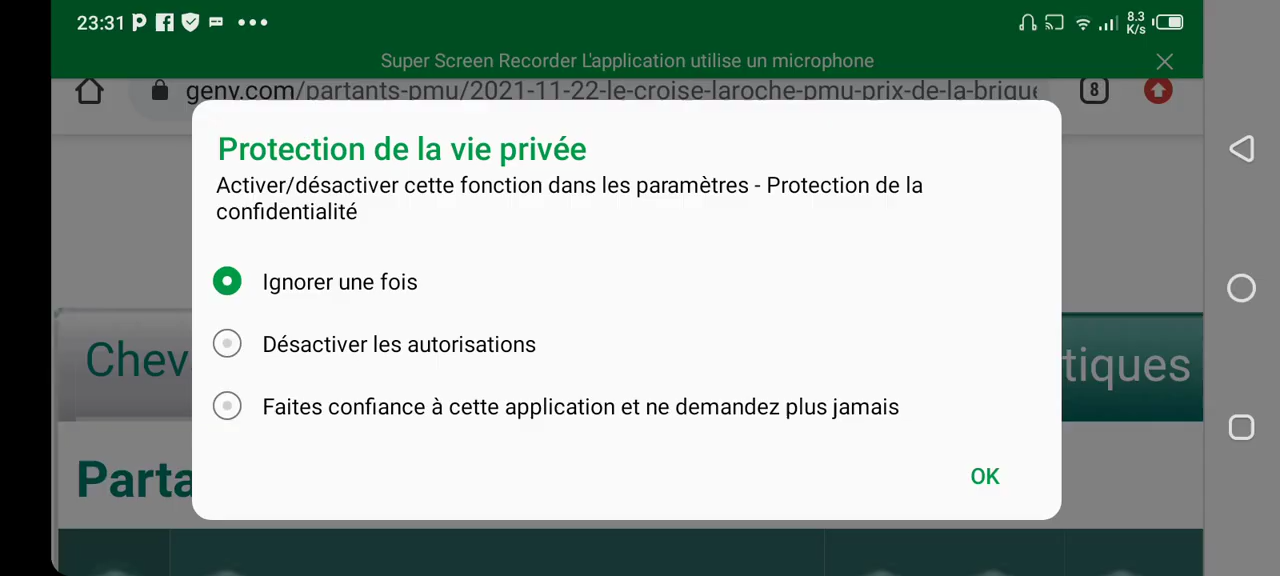 23:31
8.3 K/s
Super Screen Recorder L'application utilise un microphone
geny.com/partants-pmu/2021-11-22-le-croise-laroche-pmu-prix-de-la-brique
8
Protection de la vie privée
Activer/désactiver cette fonction dans les paramètres - Protection de la
confidentialité
Ignorer une fois
Désactiver les autorisations
Faites confiance à cette application et ne demandez plus jamais
OK
Chev
tiques
Parta